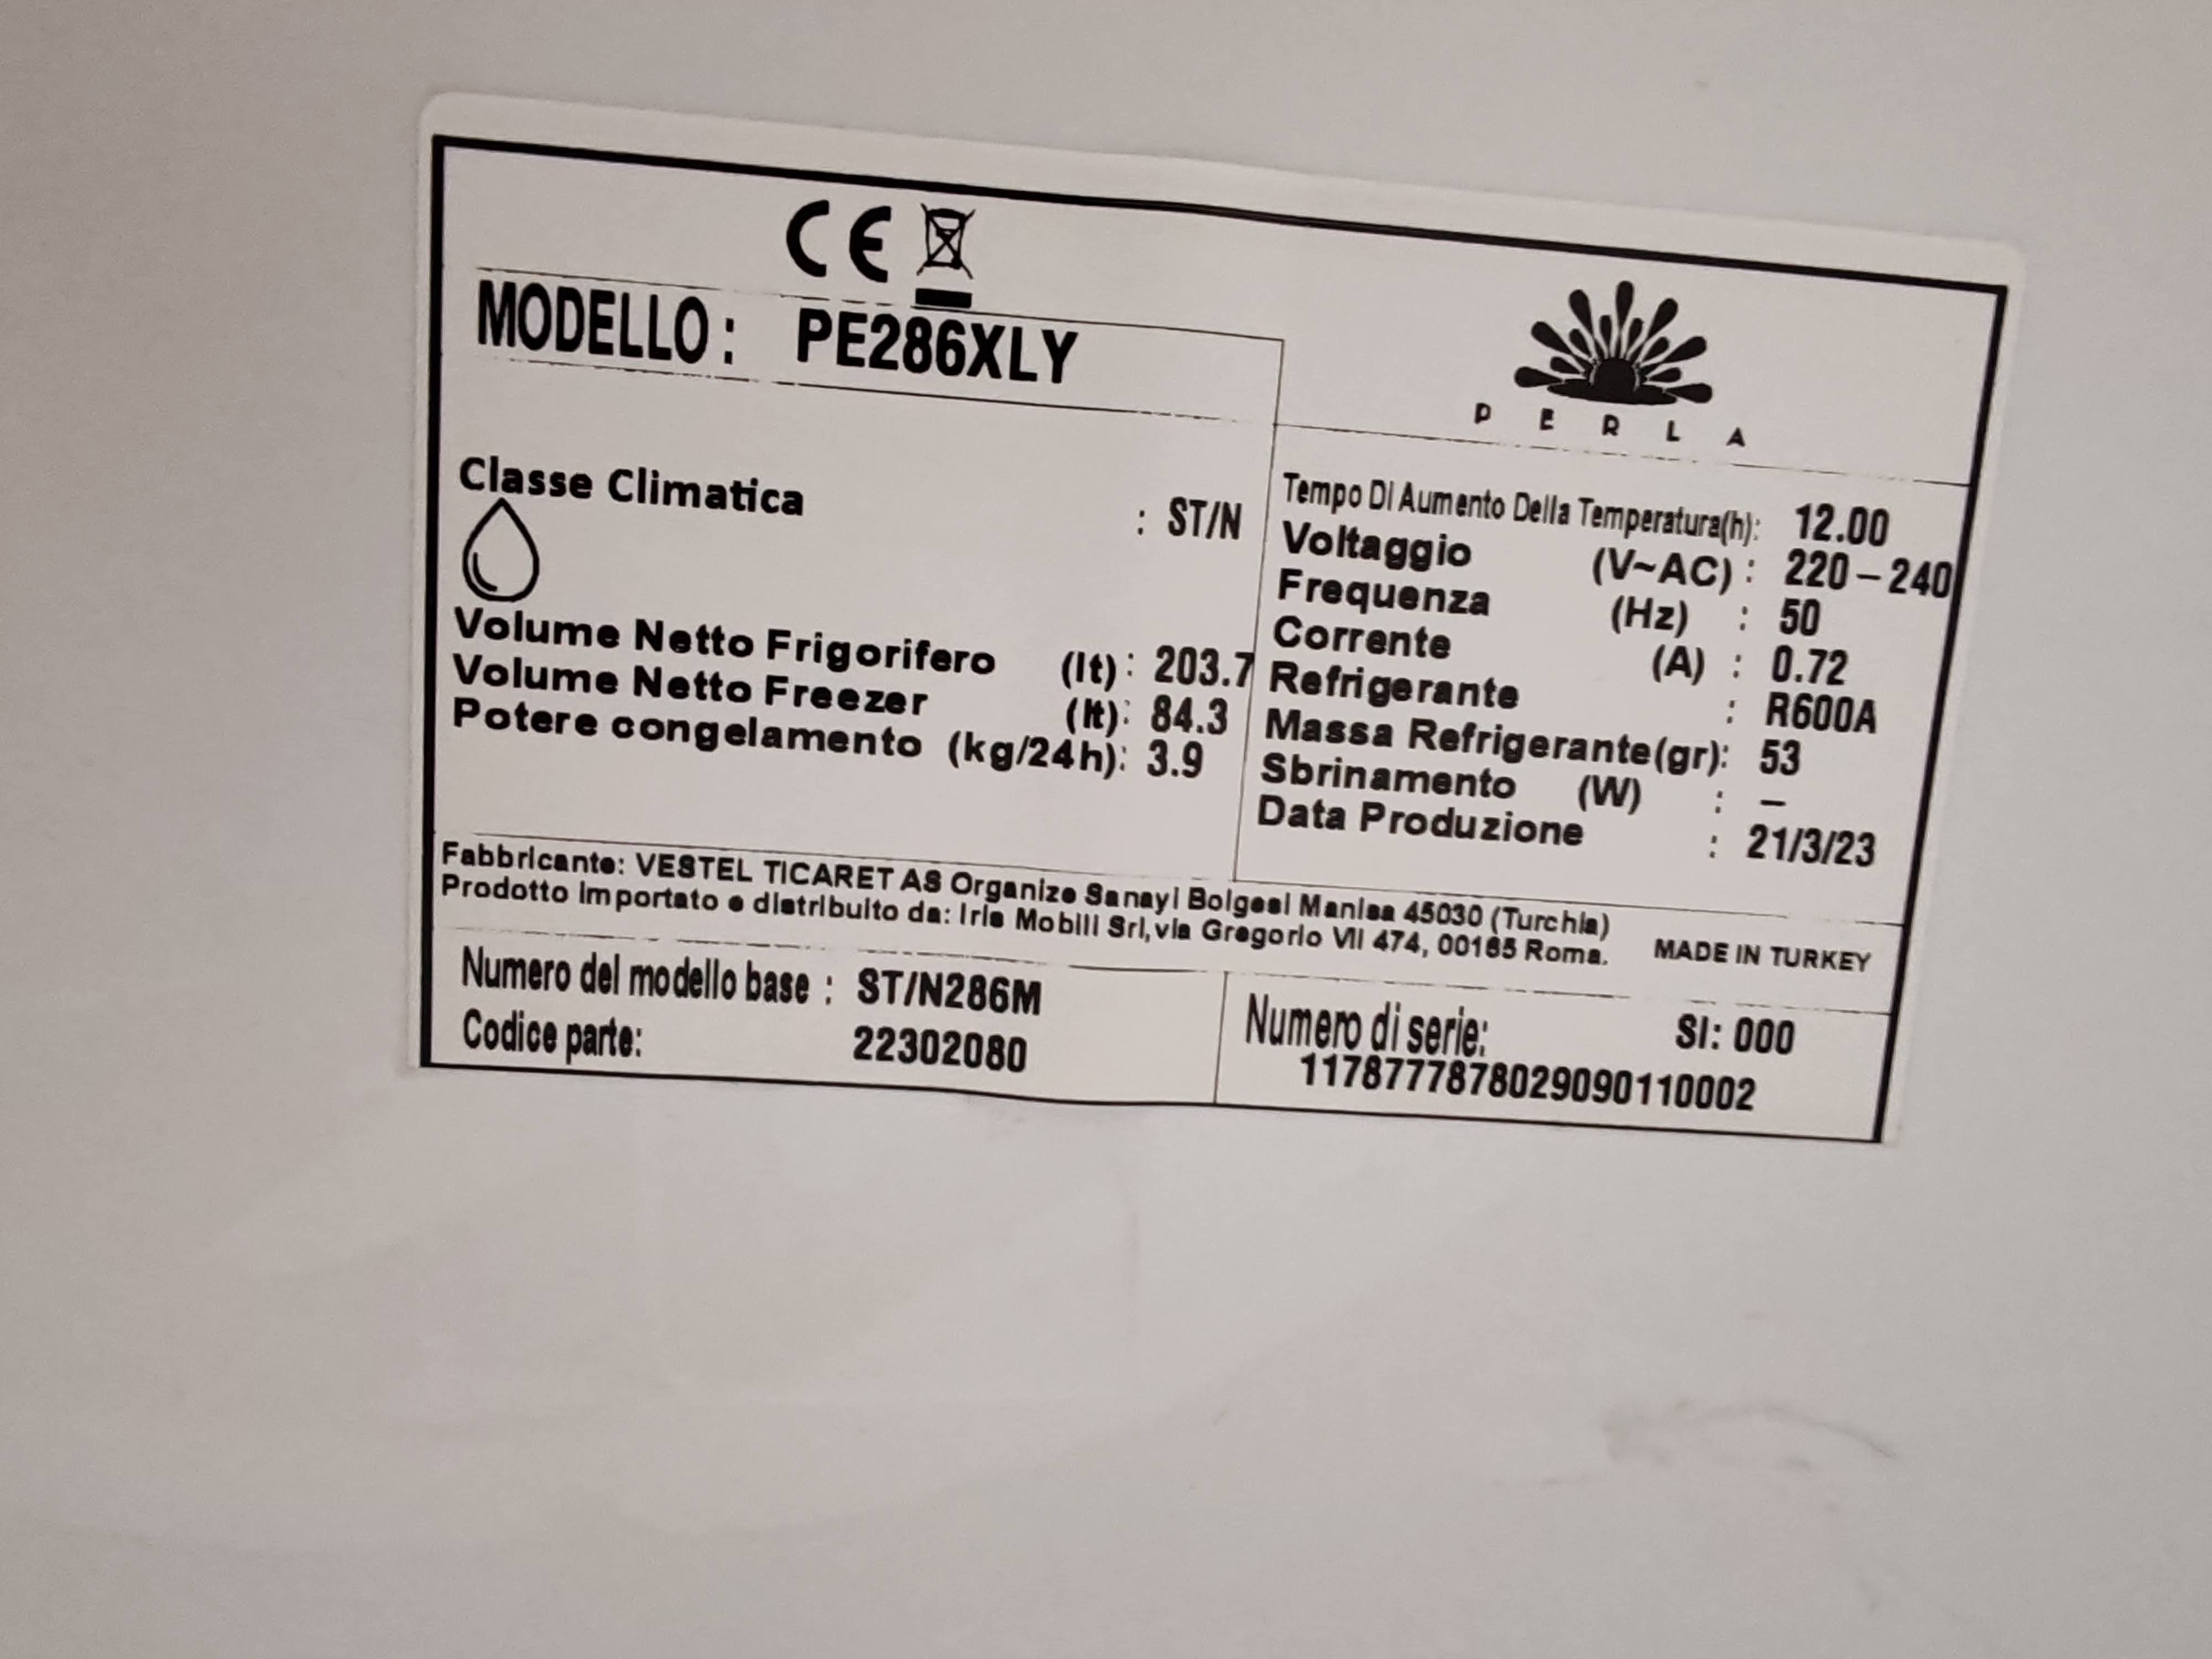 CE
MODELLO: PE286XLY
PERLA
Classe Climatica : ST/N
Volume Netto Frigorifero (lt): 203.7
Volume Netto Freezer (lt): 84.3
Potere congelamento (kg/24h): 3.9
Tempo Di Aumento Della Temperatura(h): 12.00
Voltaggio (V~AC) : 220-240
Frequenza (Hz) : 50
Corrente (A) : 0.72
Refrigerante : R600A
Massa Refrigerante(gr): 53
Sbrinamento (W) : –
Data Produzione : 21/3/23
Fabbricante: VESTEL TICARET AS Organize Sanayi Bolgesi Manisa 45030 (Turchia)
Prodotto Importato e distribuito da: Iris Mobili Srl, via Gregorio VII 474, 00165 Roma.
MADE IN TURKEY
Numero del modello base : ST/N286M
Codice parte: 22302080
Numero di serie: SI: 000
1178777878029090110002